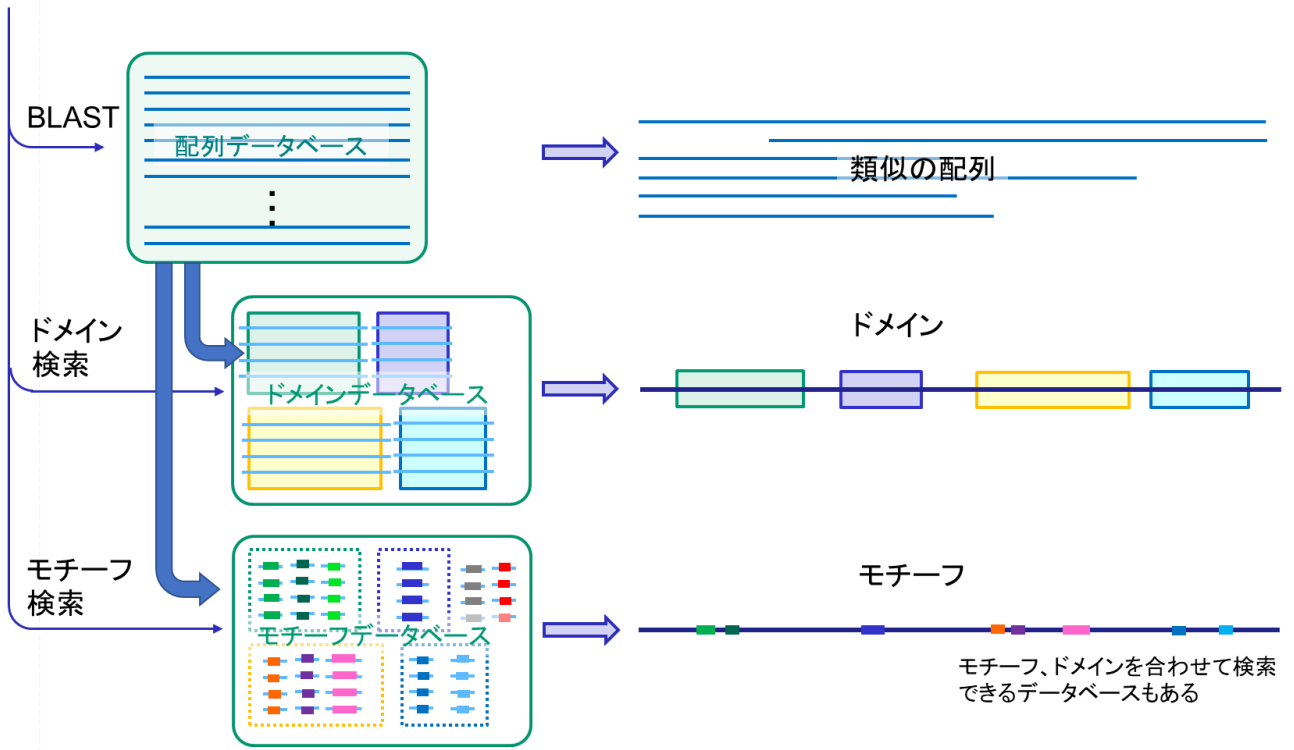 BLAST
配列データベース
類似の配列
ドメイン
検索
ドメインデータベース
ドメイン
モチーフ
検索
モチーフデータベース
モチーフ
モチーフ、ドメインを合わせて検索
できるデータベースもある